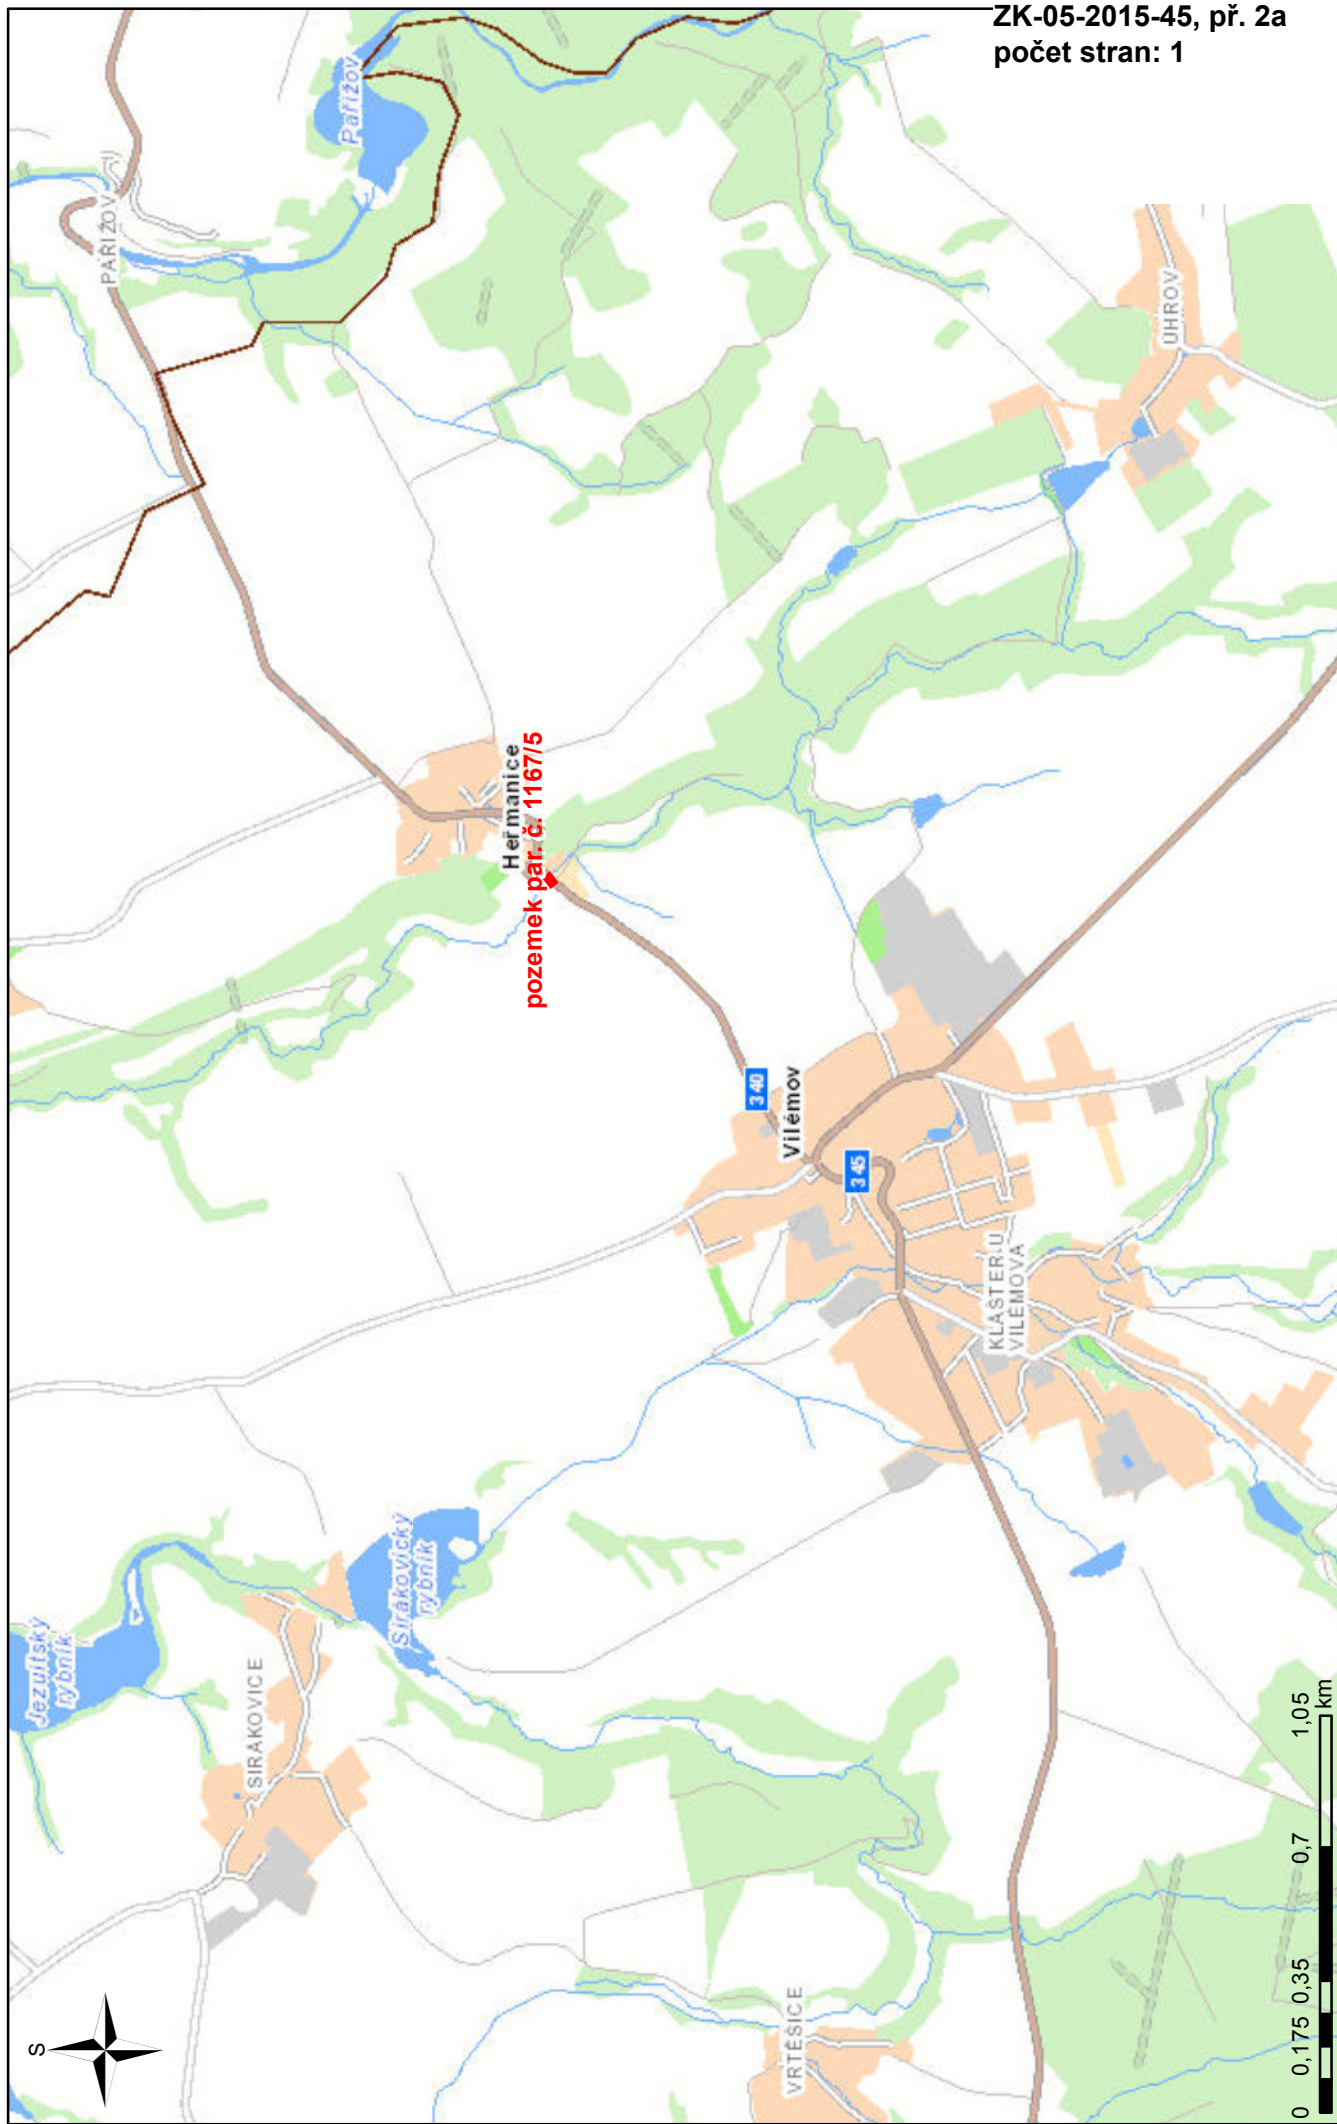 ZK-05-2015-45, př. 2a
počet stran: 1
Pařížov
PAŘÍŽOV
ÚHROV
Heřmanice
pozemek par. č. 1167/5
340
Vilémov
345
KLÁŠTER U
VILÉMOVA
Sirákovický
rybník
Jezuitský
rybník
SIRAKOVICE
VRTĚŠICE
S
0 0,175 0,35 0,7 1,05
km